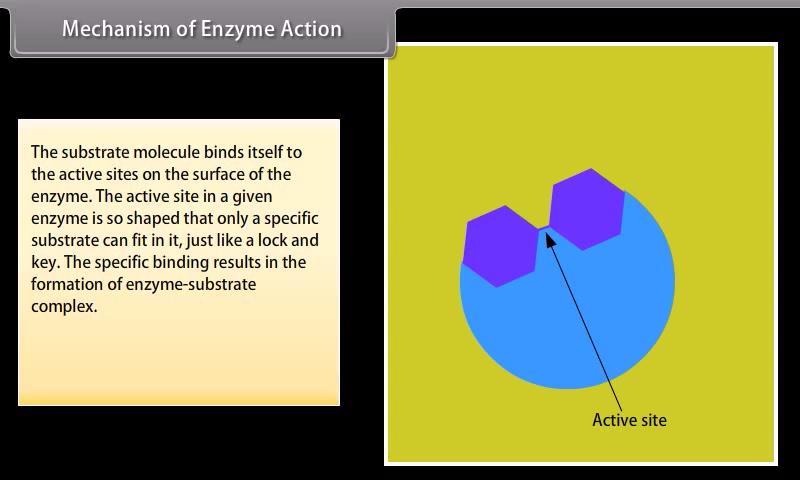 Mechanism of Enzyme Action
The substrate molecule binds itself to
the active sites on the surface of the
enzyme. The active site in a given
enzyme is so shaped that only a specific
substrate can fit in it, just like a lock and
key. The specific binding results in the
formation of enzyme-substrate
complex.
Active site